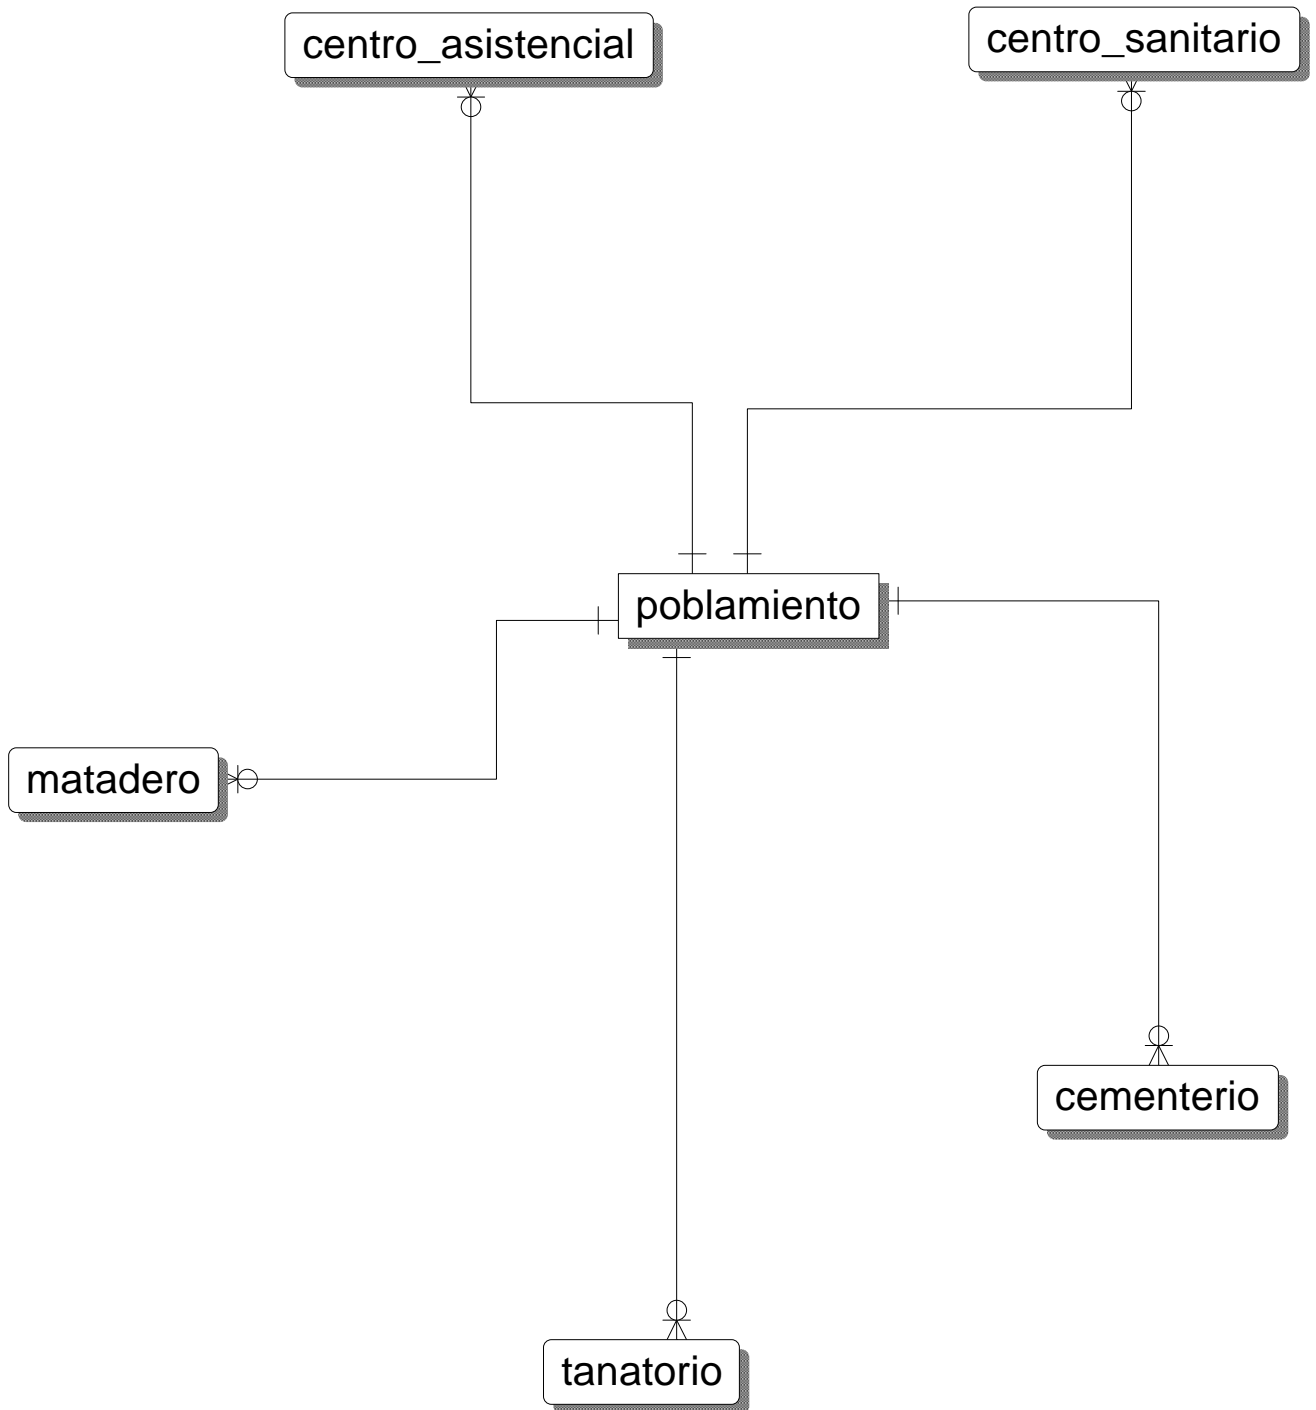 centro_asistencial
centro_sanitario
poblamiento
matadero
cementerio
tanatorio